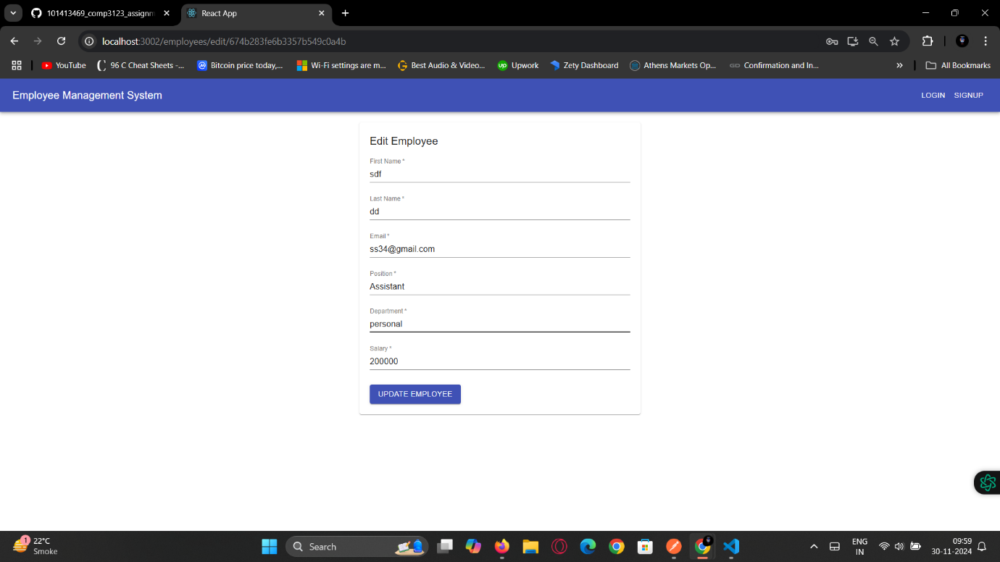 101413469_comp3123_assignm
React App
localhost:3002/employees/edit/674b283fe6b3357b549c0a4b
YouTube
96 C Cheat Sheets -...
Bitcoin price today,...
Wi-Fi settings are m...
Best Audio & Video...
up
Upwork
Zety Dashboard
Athens Markets Op...
GD
Confirmation and In...
»
All Bookmarks
Employee Management System
LOGIN
SIGNUP
Edit Employee
First Name *
sdf
Last Name *
dd
Email *
ss34@gmail.com
Position *
Assistant
Department *
personal
Salary *
200000
UPDATE EMPLOYEE
1
22°C
Smoke
Search
ENG
IN
09:59
30-11-2024